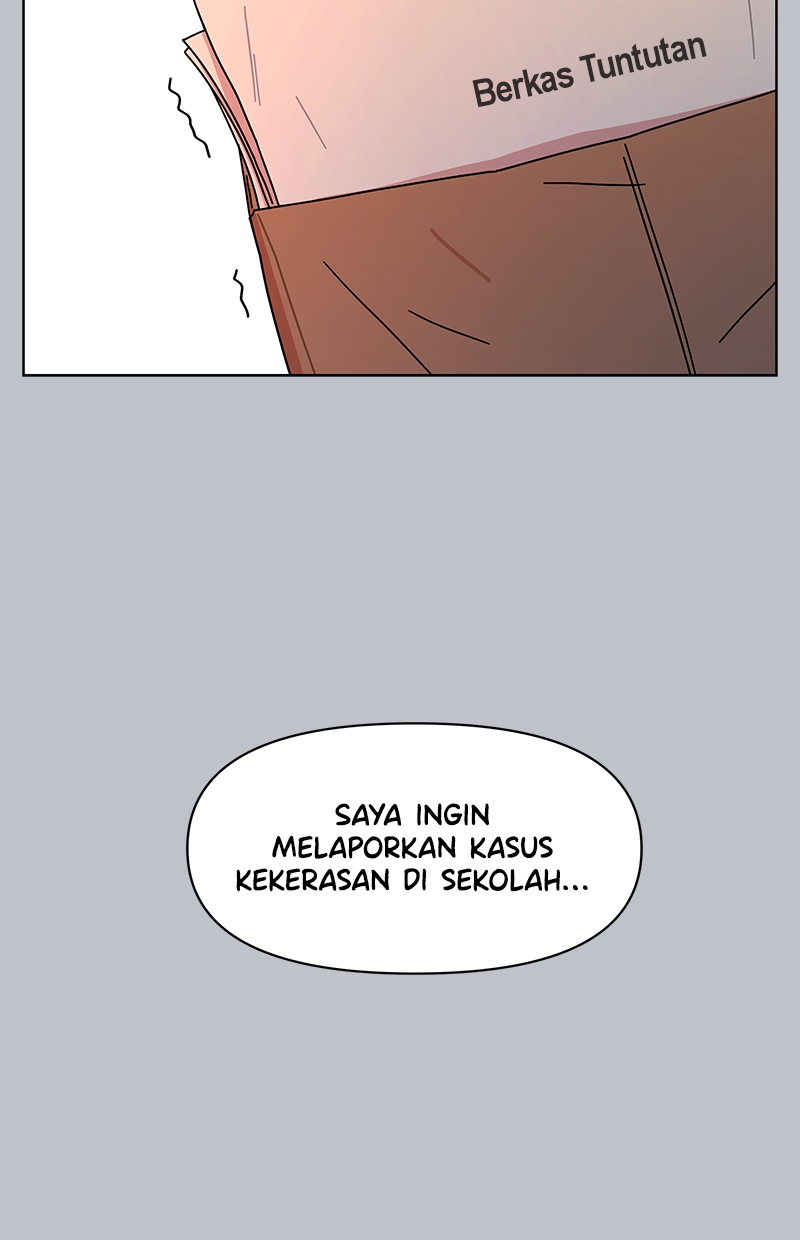 Berkas Tuntutan
SAYA INGIN
MELAPORKAN KASUS
KEKERASAN DI SEKOLAH...